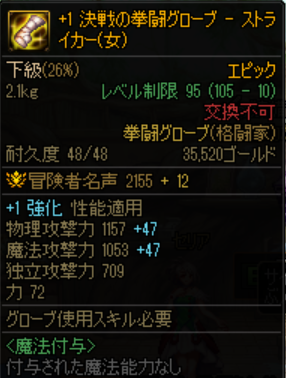 +1 決戦の拳闘グローブ - ストラ
イカー(女)
下級(26%) エピック
2.1kg レベル制限 95 (105 - 10)
交換不可
拳闘グローブ(格闘家)
耐久度 48/48 35,520ゴールド
冒険者名声 2155 + 12
+1 強化 性能適用
物理攻撃力 1157 +47
魔法攻撃力 1053 +47
独立攻撃力 709
力 72
グローブ使用スキル必要
<魔法付与>
付与された魔法能力なし